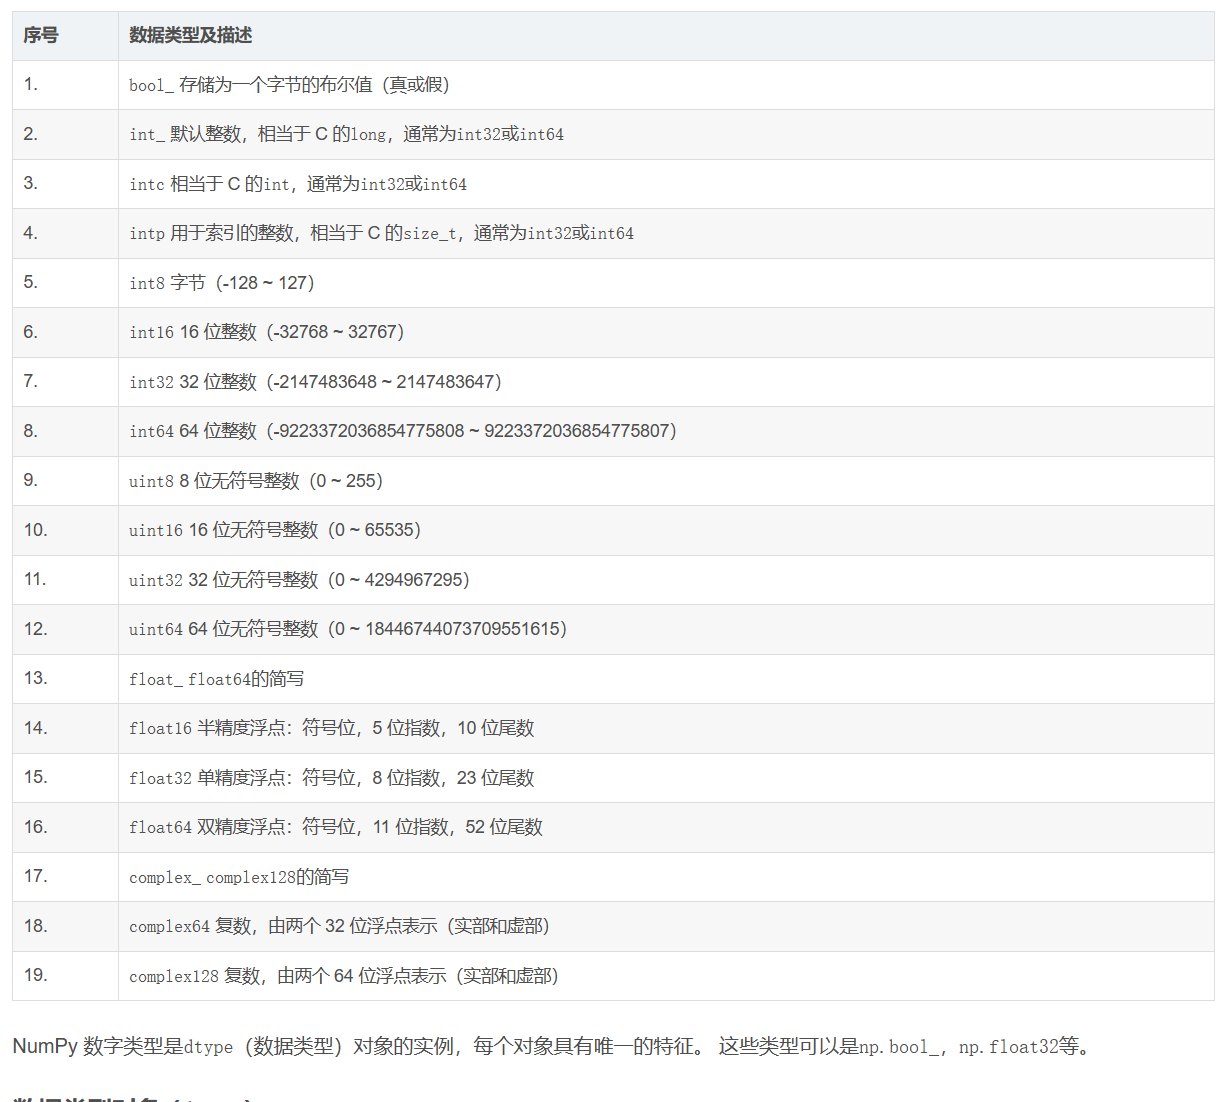 序号 数据类型及描述
1. bool_ 存储为一个字节的布尔值（真或假）
2. int_ 默认整数，相当于 C 的long，通常为int32或int64
3. intc 相当于 C 的int，通常为int32或int64
4. intp 用于索引的整数，相当于 C 的size_t，通常为int32或int64
5. int8 字节（-128 ~ 127）
6. int16 16 位整数（-32768 ~ 32767）
7. int32 32 位整数（-2147483648 ~ 2147483647）
8. int64 64 位整数（-9223372036854775808 ~ 9223372036854775807）
9. uint8 8 位无符号整数（0 ~ 255）
10. uint16 16 位无符号整数（0 ~ 65535）
11. uint32 32 位无符号整数（0 ~ 4294967295）
12. uint64 64 位无符号整数（0 ~ 18446744073709551615）
13. float_ float64的简写
14. float16 半精度浮点：符号位，5 位指数，10 位尾数
15. float32 单精度浮点：符号位，8 位指数，23 位尾数
16. float64 双精度浮点：符号位，11 位指数，52 位尾数
17. complex_ complex128的简写
18. complex64 复数，由两个 32 位浮点表示（实部和虚部）
19. complex128 复数，由两个 64 位浮点表示（实部和虚部）
NumPy 数字类型是dtype（数据类型）对象的实例，每个对象具有唯一的特征。 这些类型可以是np.bool_，np.float32等。